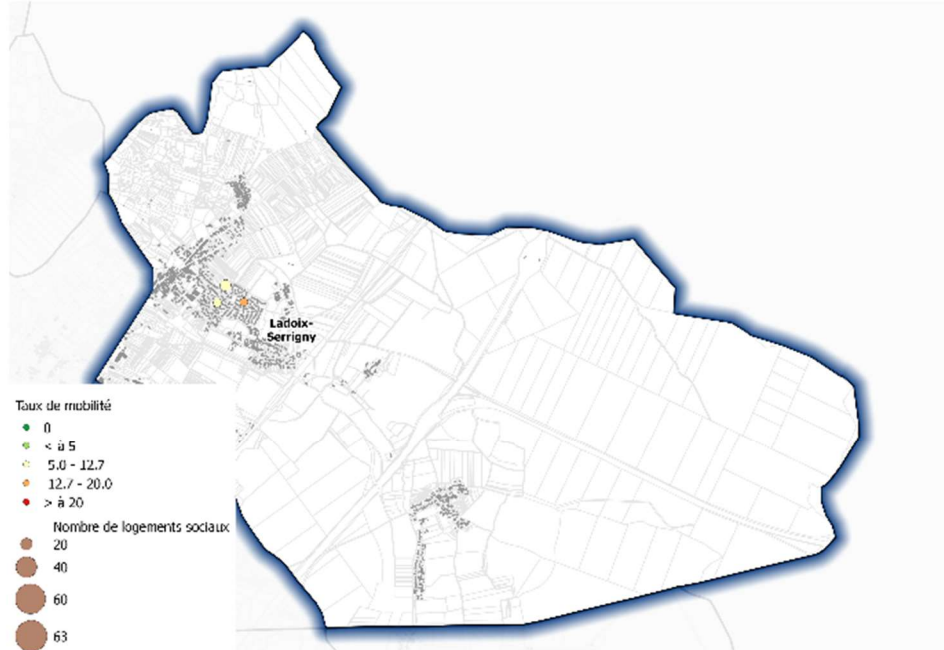 Ladoix-
Serrigny
Taux de mobilité
0
< à 5
5.0 - 12.7
12.7 - 20.0
> à 20
Nombre de logements sociaux
20
40
60
63